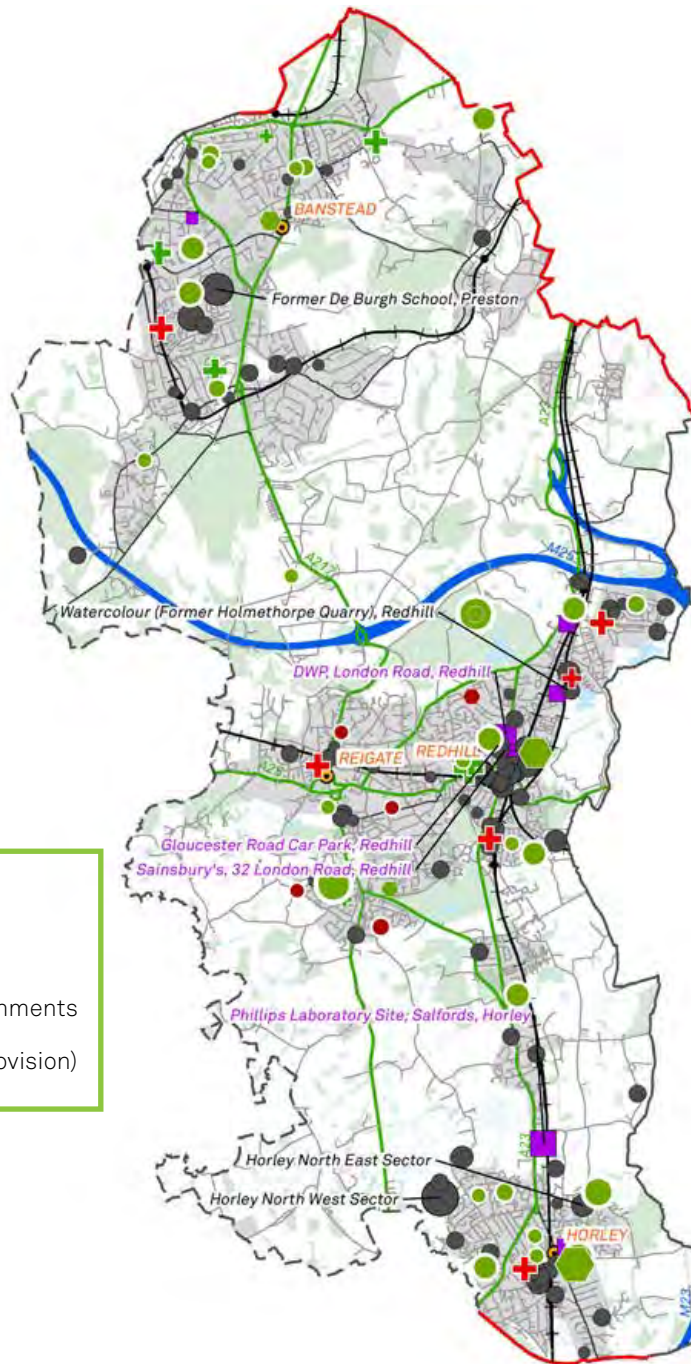 BANSTEAD
Former De Burgh School, Preston
A22
M25
A217
Watercolour (Former Holmethorpe Quarry), Redhill
DWP, London Road, Redhill
REIGATE
REDHILL
A25
Gloucester Road Car Park, Redhill
Sainsbury's, 32 London Road, Redhill
nments
ovision)
Phillips Laboratory Site, Salfords, Horley
A23
Horley North East Sector
Horley North West Sector
HORLEY
M23